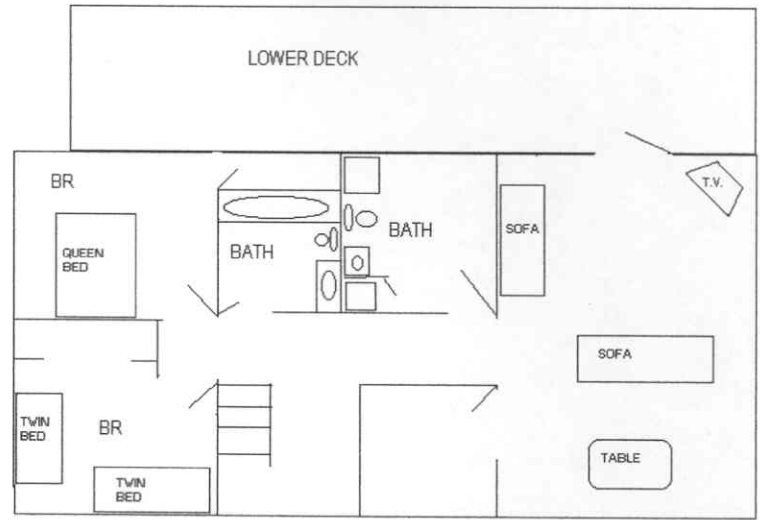 LOWER DECK
BR
T.V.
QUEEN
BED
BATH
BATH
SOFA
SOFA
TWIN
BED
BR
TABLE
TWIN
BED